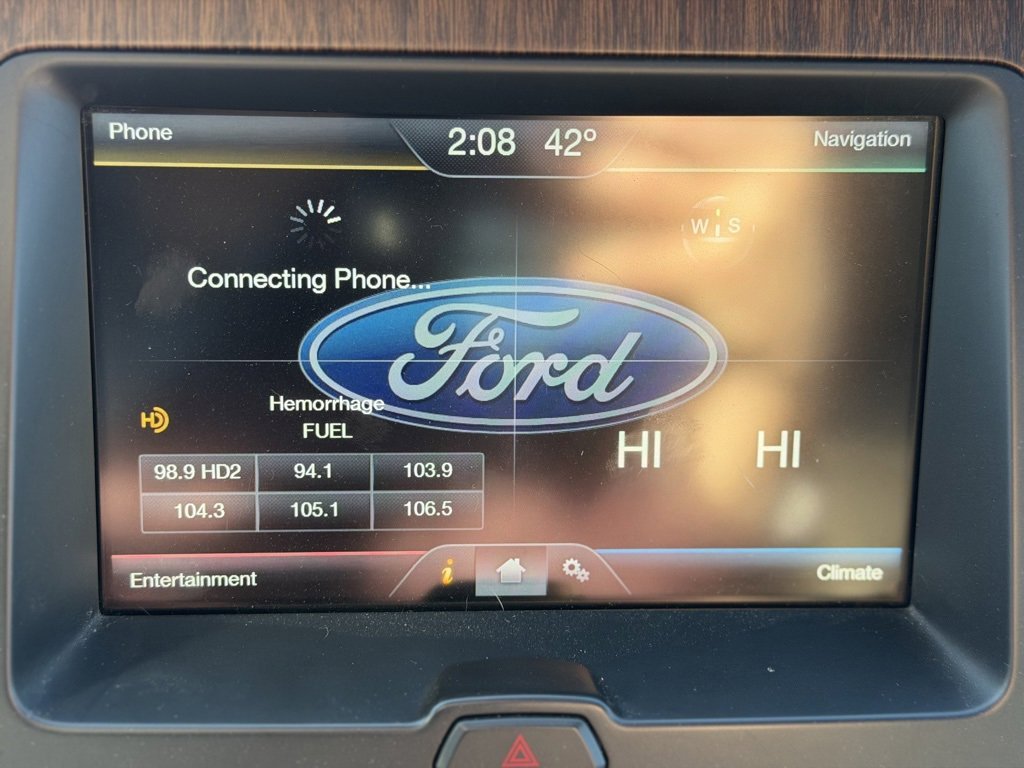 Phone
2:08 42°
Navigation
W S
Connecting Phone...
Ford
HD
Hemorrhage
FUEL
HI HI
98.9 HD2 94.1 103.9
104.3 105.1 106.5
Entertainment
i
Climate